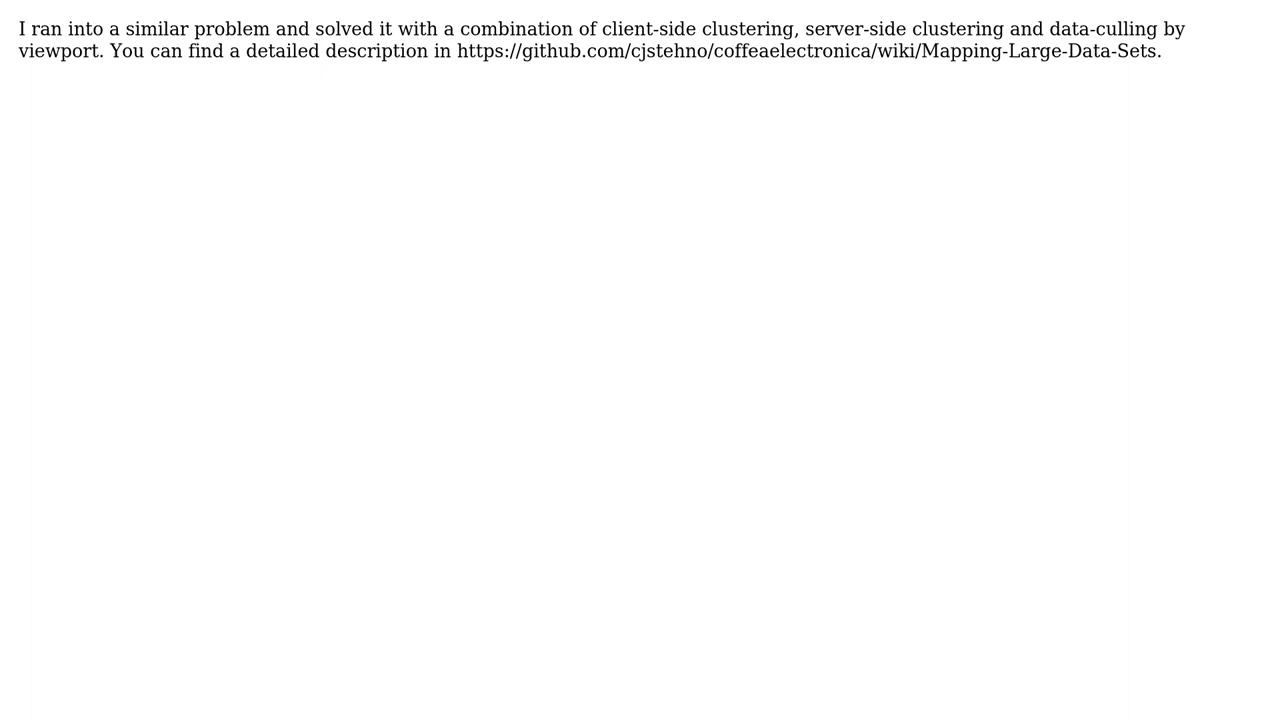 I ran into a similar problem and solved it with a combination of client-side clustering, server-side clustering and data-culling by
viewport. You can find a detailed description in https://github.com/cjstehno/coffeaelectronica/wiki/Mapping-Large-Data-Sets.